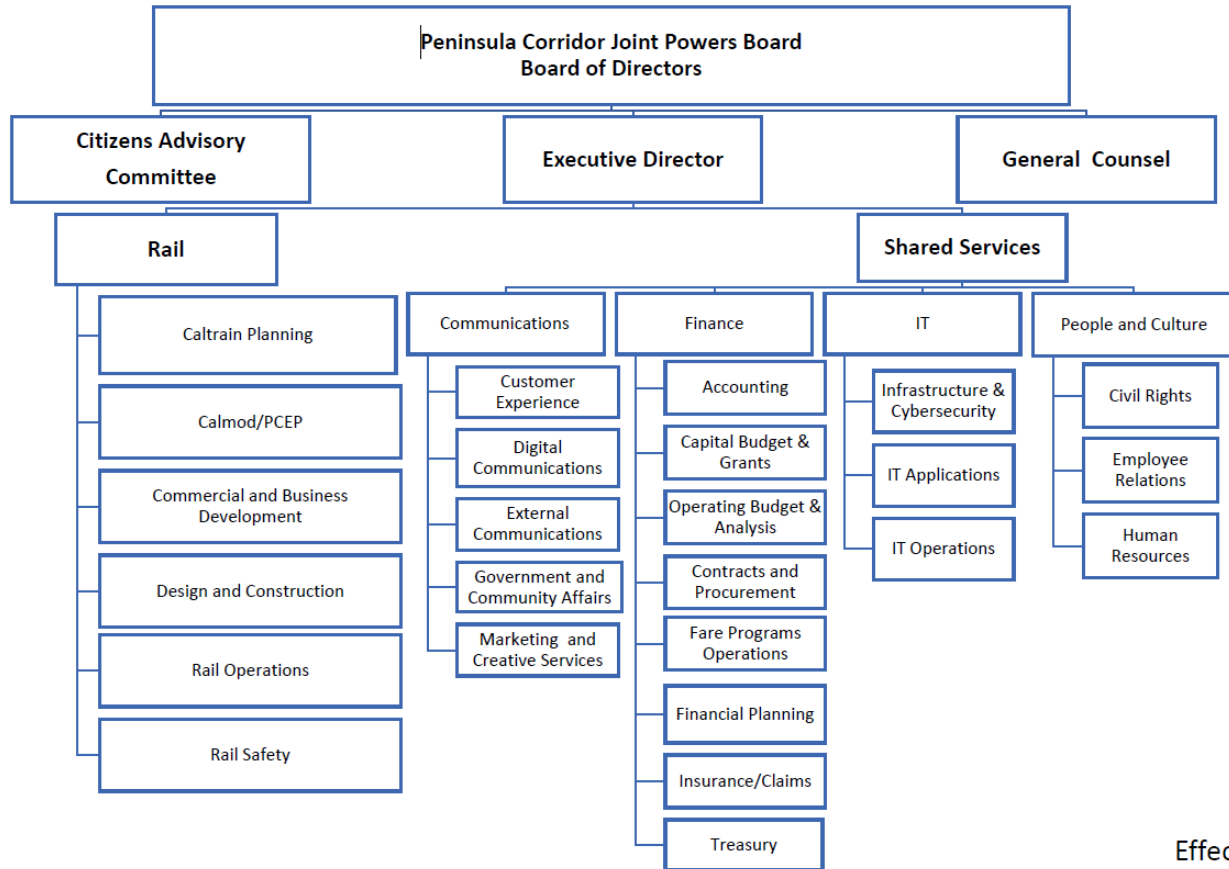 Peninsula Corridor Joint Powers Board
Board of Directors
Citizens Advisory
Committee
Executive Director
General Counsel
Rail
Shared Services
Caltrain Planning
Calmod/PCEP
Commercial and Business
Development
Design and Construction
Rail Operations
Rail Safety
Communications
Customer
Experience
Digital
Communications
External
Communications
Government and
Community Affairs
Marketing and
Creative Services
Finance
Accounting
Capital Budget &
Grants
Operating Budget &
Analysis
Contracts and
Procurement
Fare Programs
Operations
Financial Planning
Insurance/Claims
Treasury
IT
Infrastructure &
Cybersecurity
IT Applications
IT Operations
People and Culture
Civil Rights
Employee
Relations
Human
Resources
Effec